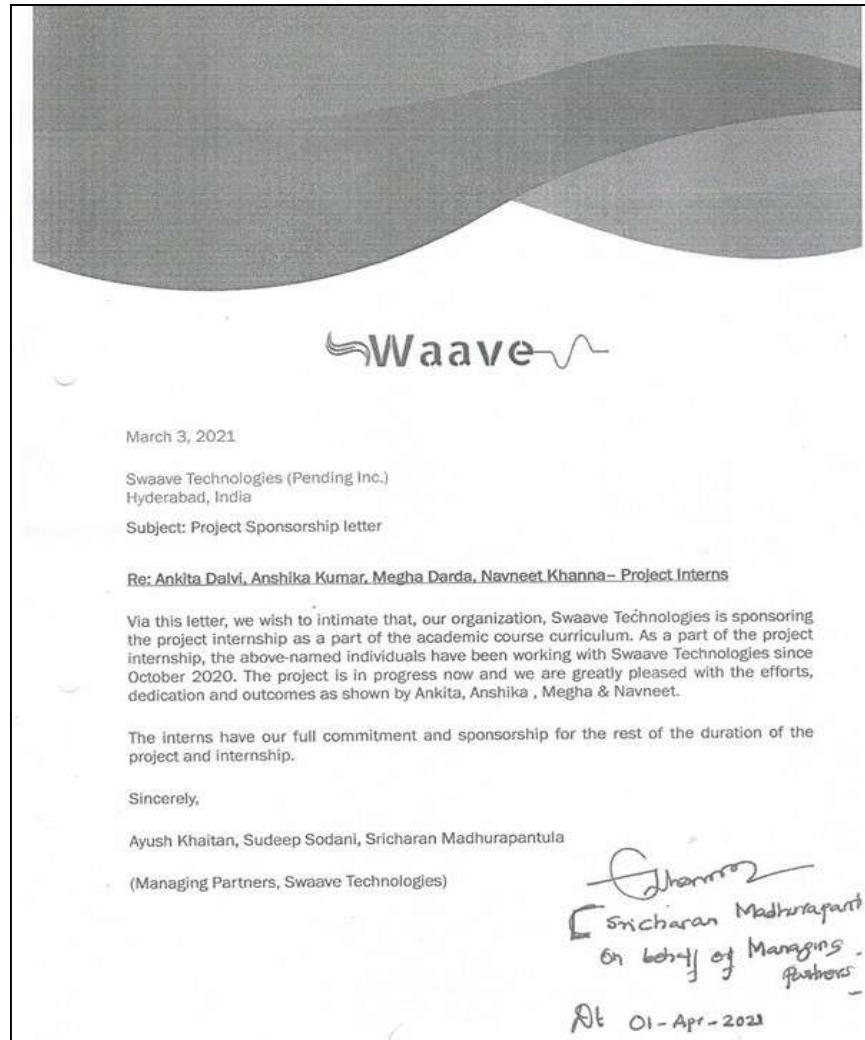 Swaave
March 3, 2021
Swaave Technologies (Pending Inc.)
Hyderabad, India
Subject: Project Sponsorship letter
Re: Ankita Dalvi, Anshika Kumar, Megha Darda, Navneet Khanna– Project Interns
Via this letter, we wish to intimate that, our organization, Swaave Technologies is sponsoring
the project internship as a part of the academic course curriculum. As a part of the project
internship, the above-named individuals have been working with Swaave Technologies since
October 2020. The project is in progress now and we are greatly pleased with the efforts,
dedication and outcomes as shown by Ankita, Anshika , Megha & Navneet.
The interns have our full commitment and sponsorship for the rest of the duration of the
project and internship.
Sincerely,
Ayush Khaitan, Sudeep Sodani, Sricharan Madhurapantula
(Managing Partners, Swaave Technologies)
[ Sricharan Madhurapant
on behalf of Managing
Partners
Dt 01-Apr-2021